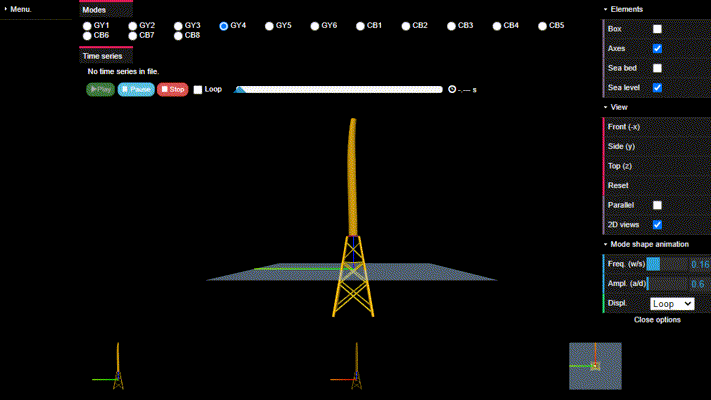 Menu.
Modes
GY1 GY2 GY3 GY4 GY5 GY6 CB1 CB2 CB3 CB4 CB5
CB6 CB7 CB8
Time series
No time series in file.
Play Pause Stop Loop -.--- s
Elements
Box
Axes
Sea bed
Sea level
View
Front (-x)
Side (y)
Top (z)
Reset
Parallel
2D views
Mode shape animation
Freq. (w/s) 0.16
Ampl. (a/d) 0.6
Displ. Loop
Close options